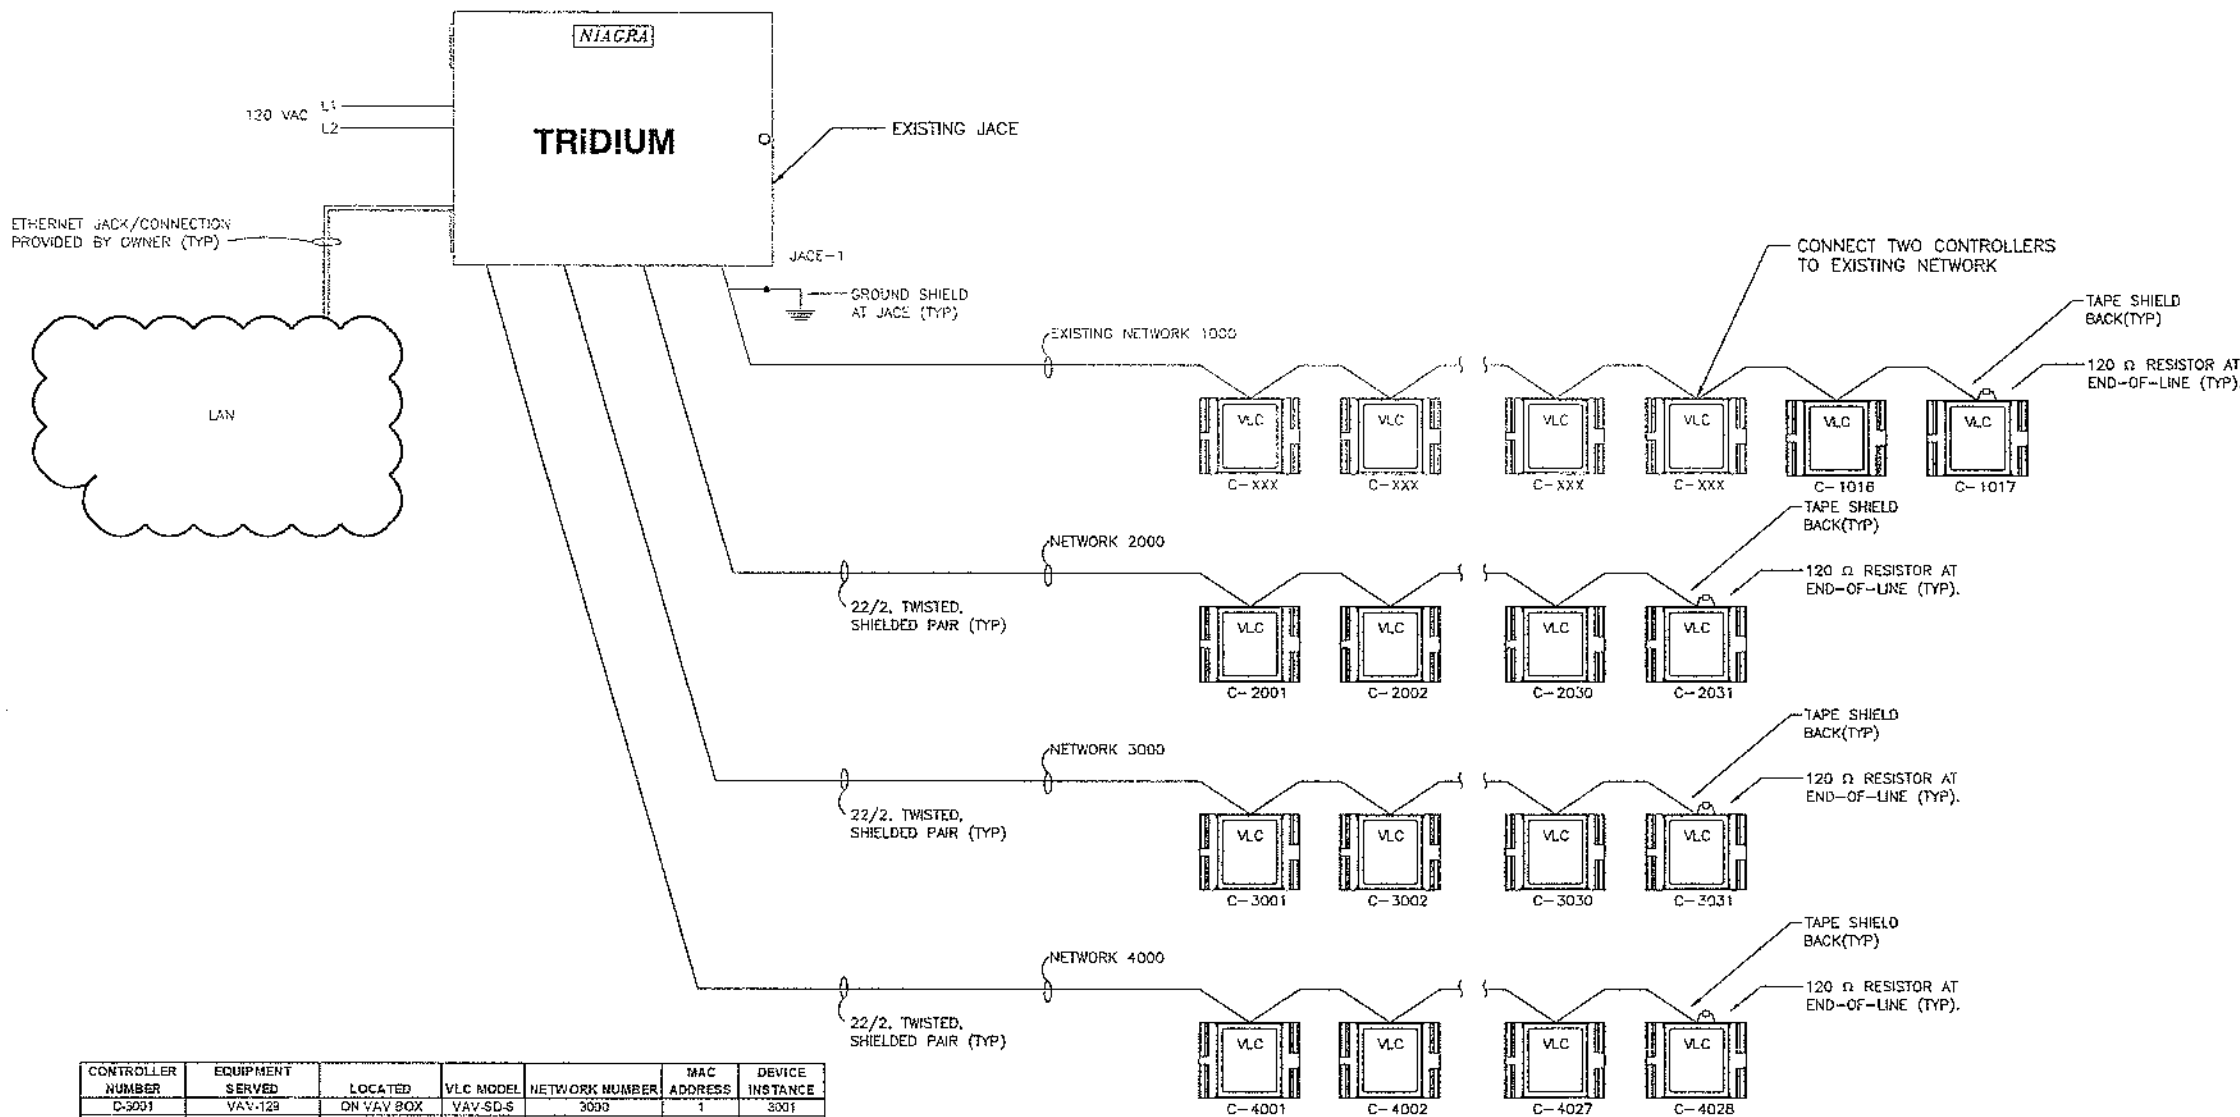 NIAGRA
TRiDIUM
120 VAC
L1
L2
EXISTING JACE
ETHERNET JACK/CONNECTION
PROVIDED BY OWNER (TYP)
JACE-1
GROUND SHIELD
AT JACE (TYP)
LAN
CONNECT TWO CONTROLLERS
TO EXISTING NETWORK
TAPE SHIELD
BACK(TYP)
EXISTING NETWORK 1000
120 Ω RESISTOR AT
END-OF-LINE (TYP).
VLC VLC VLC VLC VLC VLC
C-XXX C-XXX C-XXX C-XXX C-1016 C-1017
TAPE SHIELD
BACK(TYP)
NETWORK 2000
120 Ω RESISTOR AT
END-OF-LINE (TYP).
22/2, TWISTED,
SHIELDED PAIR (TYP)
VLC VLC VLC VLC
C-2001 C-2002 C-2030 C-2031
TAPE SHIELD
BACK(TYP)
NETWORK 3000
120 Ω RESISTOR AT
END-OF-LINE (TYP).
22/2, TWISTED,
SHIELDED PAIR (TYP)
VLC VLC VLC VLC
C-3001 C-3002 C-3030 C-3031
TAPE SHIELD
BACK(TYP)
NETWORK 4000
120 Ω RESISTOR AT
END-OF-LINE (TYP).
22/2, TWISTED,
SHIELDED PAIR (TYP)
VLC VLC VLC VLC
C-4001 C-4002 C-4027 C-4028
CONTROLLER NUMBER EQUIPMENT SERVED LOCATED VLC MODEL NETWORK NUMBER MAC ADDRESS DEVICE INSTANCE
C-3001 VAV-129 ON VAV BOX VAV-SD-S 3000 1 3001